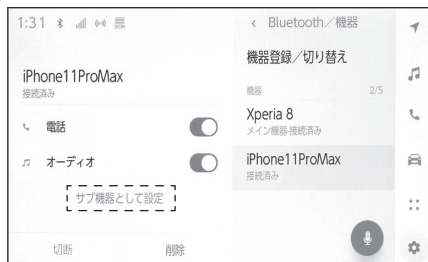 1:31
iPhone11ProMax
接続済み
電話
オーディオ
サブ機器として設定
切断
削除
< Bluetooth／機器
機器登録／切り替え
機器 2/5
Xperia 8
メイン機器-接続済み
iPhone11ProMax
接続済み